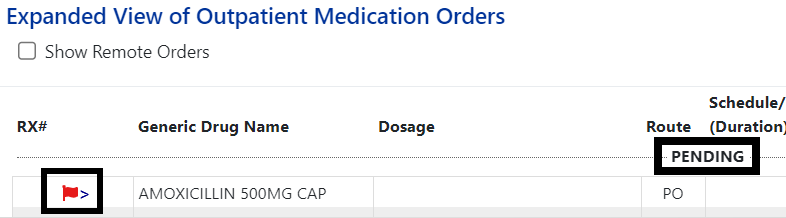 Expanded View of Outpatient Medication Orders
Show Remote Orders
Schedule/
RX# Generic Drug Name Dosage Route (Duration)
PENDING
> AMOXICILLIN 500MG CAP PO